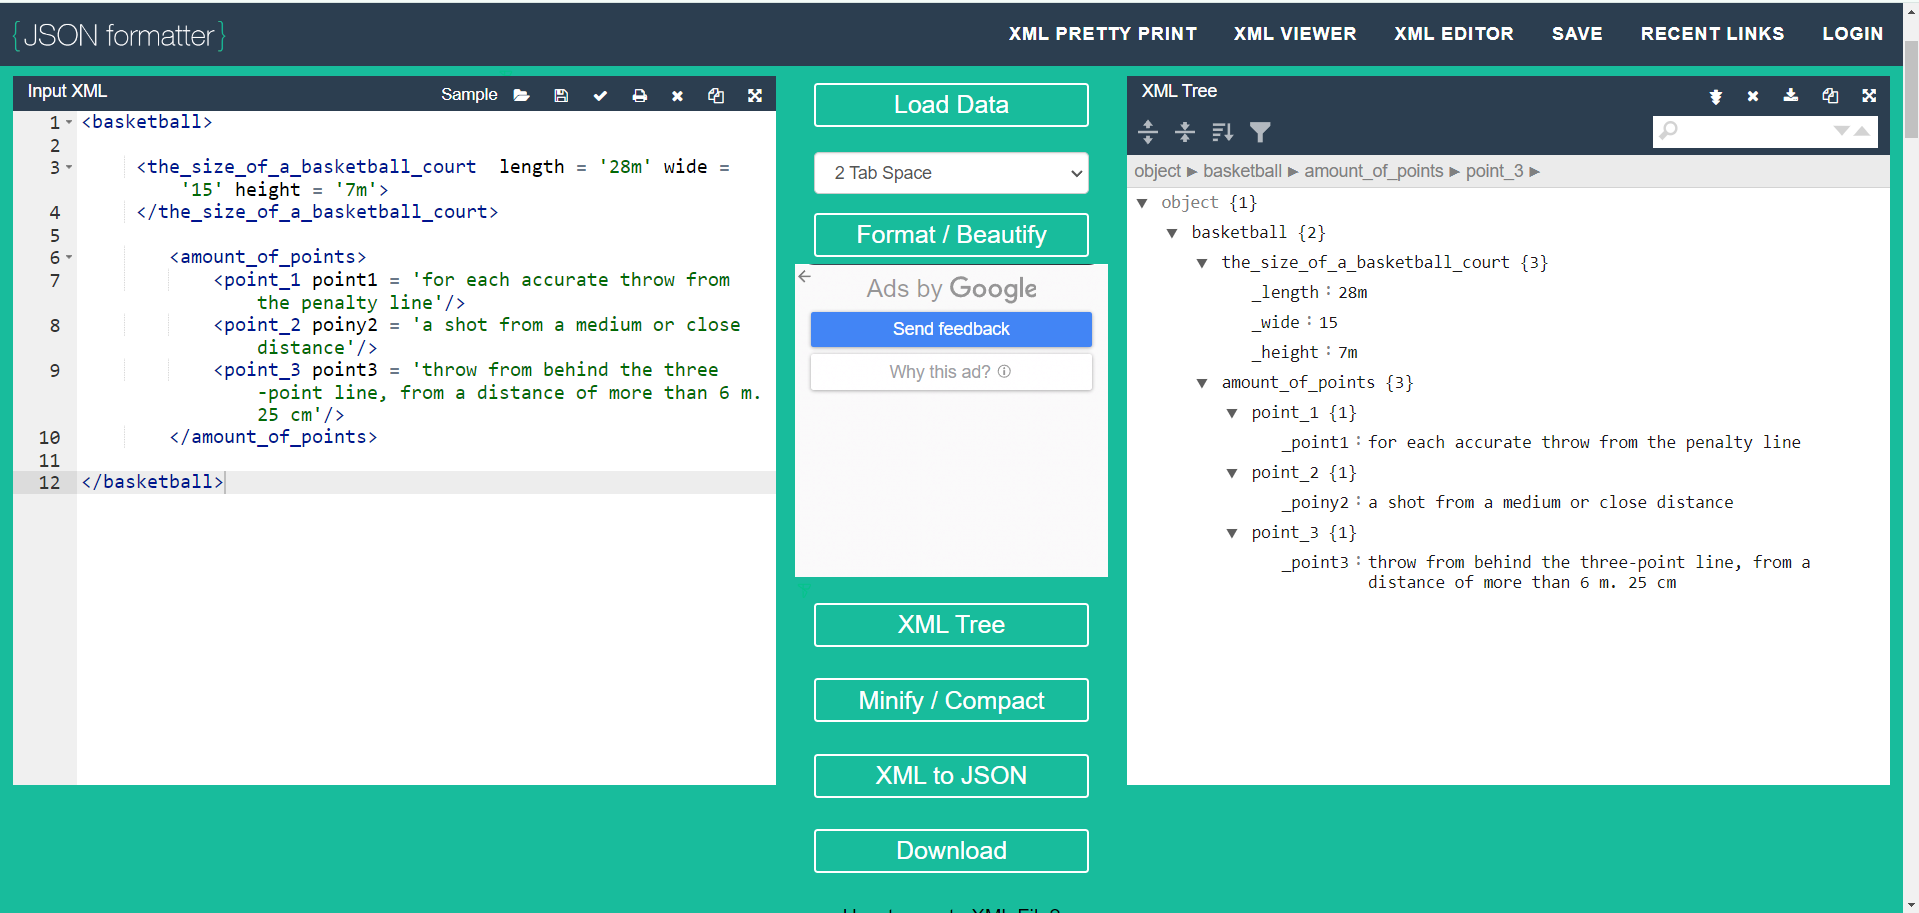 {JSON formatter}
XML PRETTY PRINT XML VIEWER XML EDITOR SAVE RECENT LINKS LOGIN
Input XML Sample
1 <basketball>
2
3 <the_size_of_a_basketball_court length = '28m' wide =
'15' height = '7m'>
4 </the_size_of_a_basketball_court>
5
6 <amount_of_points>
7 <point_1 point1 = 'for each accurate throw from
the penalty line'/>
8 <point_2 poiny2 = 'a shot from a medium or close
distance'/>
9 <point_3 point3 = 'throw from behind the three
-point line, from a distance of more than 6 m.
25 cm'/>
10 </amount_of_points>
11
12 </basketball>
Load Data
2 Tab Space
Format / Beautify
Ads by Google
Send feedback
Why this ad?
XML Tree
Minify / Compact
XML to JSON
Download
XML Tree
object ▶ basketball ▶ amount_of_points ▶ point_3 ▶
▼ object {1}
▼ basketball {2}
▼ the_size_of_a_basketball_court {3}
_length : 28m
_wide : 15
_height : 7m
▼ amount_of_points {3}
▼ point_1 {1}
_point1 : for each accurate throw from the penalty line
▼ point_2 {1}
_poiny2 : a shot from a medium or close distance
▼ point_3 {1}
_point3 : throw from behind the three-point line, from a
distance of more than 6 m. 25 cm